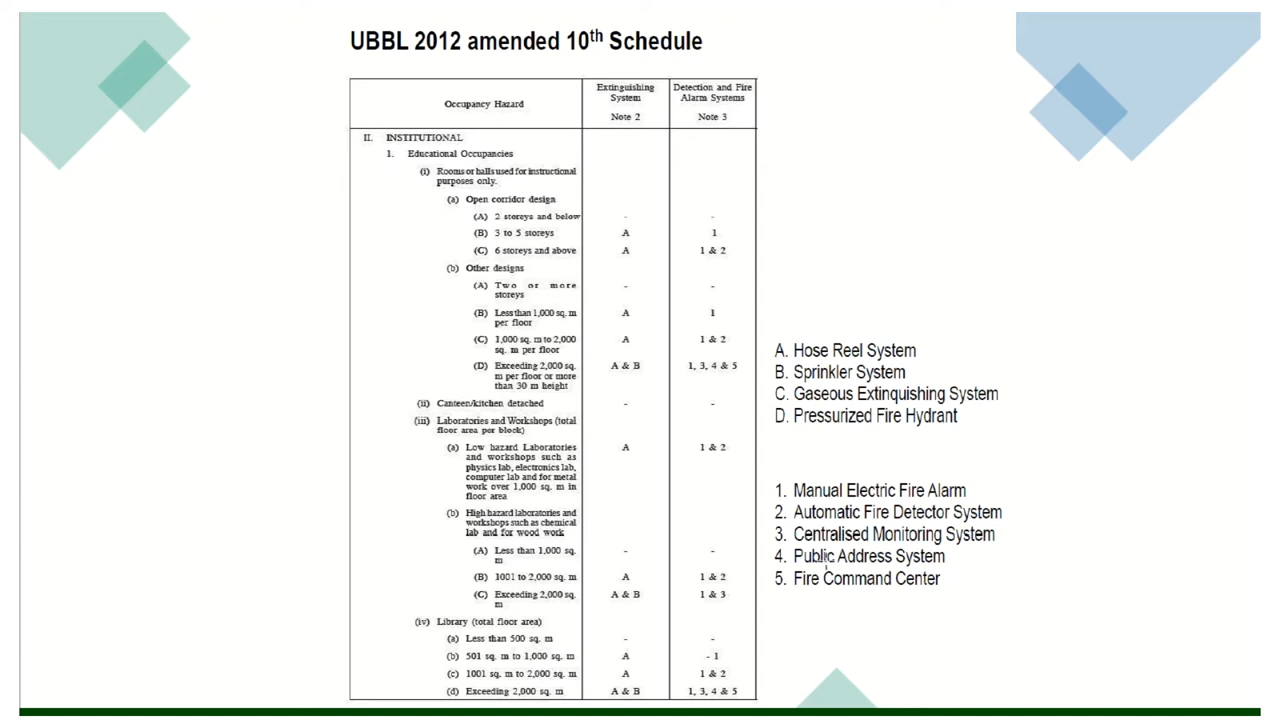 UBBL 2012 amended 10th Schedule
Occupancy Hazard
Extinguishing System Note 2
Detection and Fire Alarm Systems Note 3
II. INSTITUTIONAL
1. Educational Occupancies
(i) Rooms or halls used for instructional
purposes only.
(a) Open corridor design
(A) 2 storeys and below - -
(B) 3 to 5 storeys A 1
(C) 6 storeys and above A 1 & 2
(b) Other designs
(A) Two or more - -
storeys
(B) Less than 1,000 sq. m A 1
per floor
(C) 1,000 sq. m to 2,000 A 1 & 2
sq. m per floor
(D) Exceeding 2,000 sq. A & B 1, 3, 4 & 5
m per floor or more
than 30 m height
(ii) Canteen/kitchen detached - -
(iii) Laboratories and Workshops (total
floor area per block)
(a) Low hazard Laboratories A 1 & 2
and workshops such as
physics lab, electronics lab,
computer lab and for metal
work over 1,000 sq. m in
floor area
(b) High hazard laboratories and
workshops such as chemical
lab and for wood work
(A) Less than 1,000 sq. - -
m
(B) 1001 to 2,000 sq. m A 1 & 2
(C) Exceeding 2,000 sq. A & B 1 & 3
m
(iv) Library (total floor area)
(a) Less than 500 sq. m - -
(b) 501 sq. m to 1,000 sq. m A - 1
(c) 1001 sq. m to 2,000 sq. m A 1 & 2
(d) Exceeding 2,000 sq. m A & B 1, 3, 4 & 5
A. Hose Reel System
B. Sprinkler System
C. Gaseous Extinquishing System
D. Pressurized Fire Hydrant
1. Manual Electric Fire Alarm
2. Automatic Fire Detector System
3. Centralised Monitoring System
4. Public Address System
5. Fire Command Center